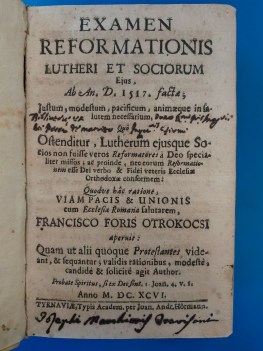 EXAMEN
REFORMATIONIS
LUTHERI ET SOCIORUM
Ejus,
Ab An. D. 1517. factæ;
Justum, modestum, pacificum, animæque in sa-
lutem necessarium,
Quo
Ostenditur, Lutherum ejusque So-
cios non fuisse veros Reformatores à Deo specia-
liter missos, ac proinde, nec eorum Reformatio-
nem esse Dei verbo & Fidei veteris Ecclesiæ
Orthodoxæ conformem:
Quodve hâc ratione,
VIAM PACIS & UNIONIS
cum Ecclesia Romana salutarem,
FRANCISCO FORIS OTROKOCSI
aperuit:
Quam ut alii quoque Protestantes vide-
ant, & sequantur, validis rationibus, modestè,
candidè & solicitè agit Author.
Probate Spiritus, si ex Deo sint. 1 Joan. 4. v. 1.
Anno M. DC. XCVI.
TYRNAVIÆ, Typis Academ. per Joan. And. Hörmann.